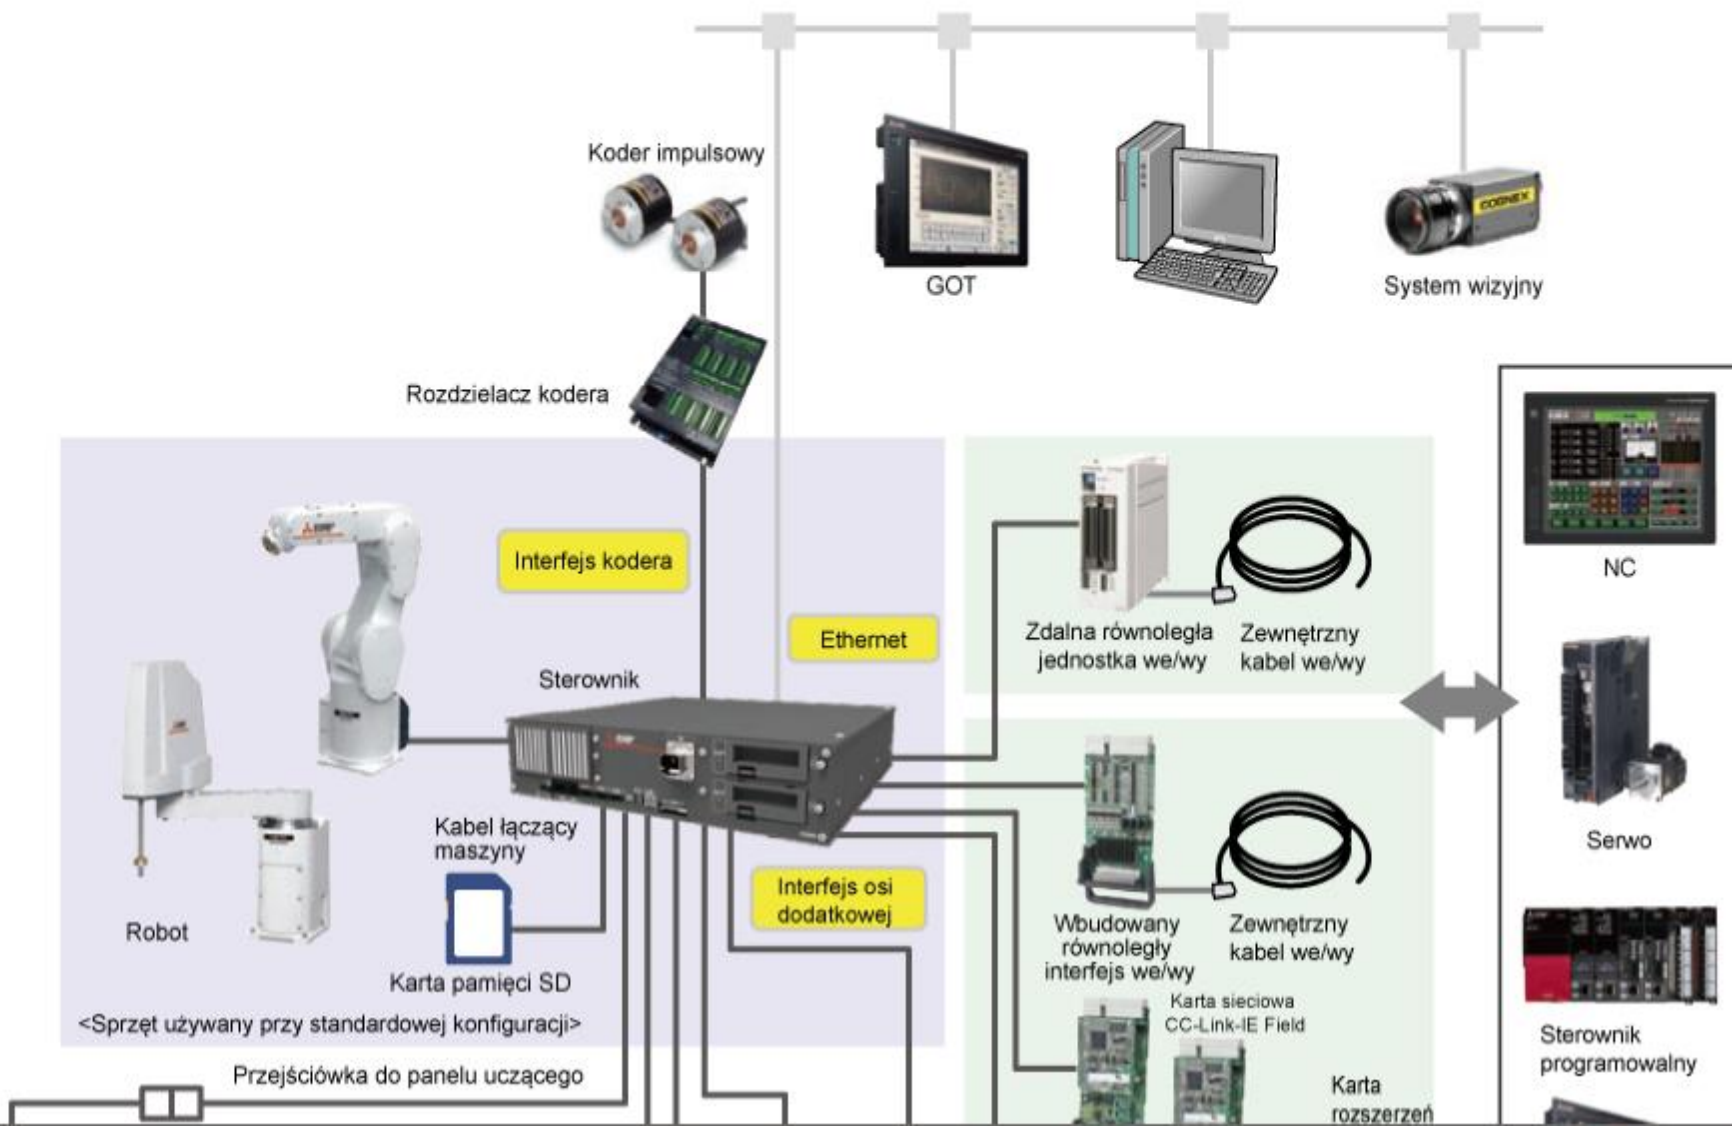 Koder impulsowy
COGNEX
GOT
System wizyjny
Rozdzielacz kodera
Interfejs kodera
NC
Ethernet
Zdalna równoległa
jednostka we/wy
Zewnętrzny
kabel we/wy
Sterownik
Kabel łączący
maszyny
Serwo
Interfejs osi
dodatkowej
Robot
Wbudowany
równoległy
interfejs we/wy
Zewnętrzny
kabel we/wy
Karta pamięci SD
Karta sieciowa
CC-Link-IE Field
<Sprzęt używany przy standardowej konfiguracji>
Sterownik
programowalny
Przejściówka do panelu uczącego
Karta
rozszerzeń